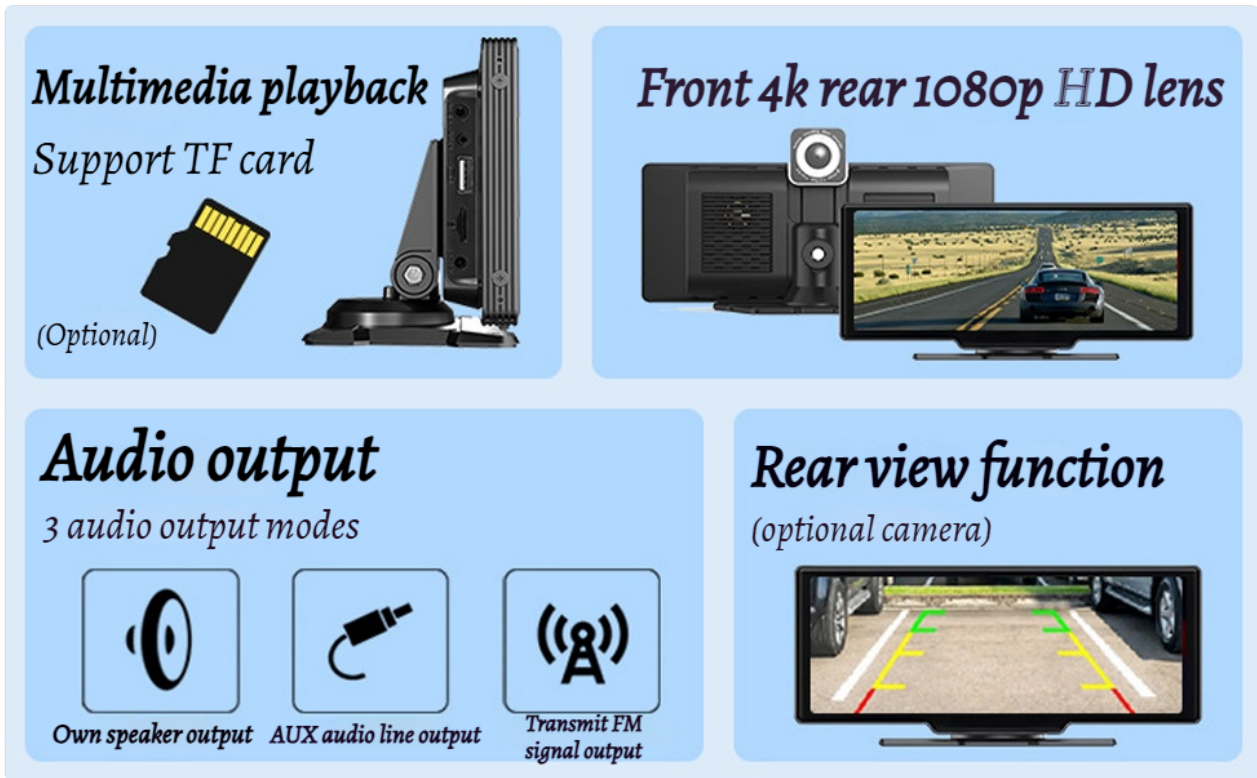 Multimedia playback
Support TF card
(Optional)
Front 4k rear 1080p HD lens
Audio output
3 audio output modes
Own speaker output
AUX audio line output
Transmit FM
signal output
Rear view function
(optional camera)